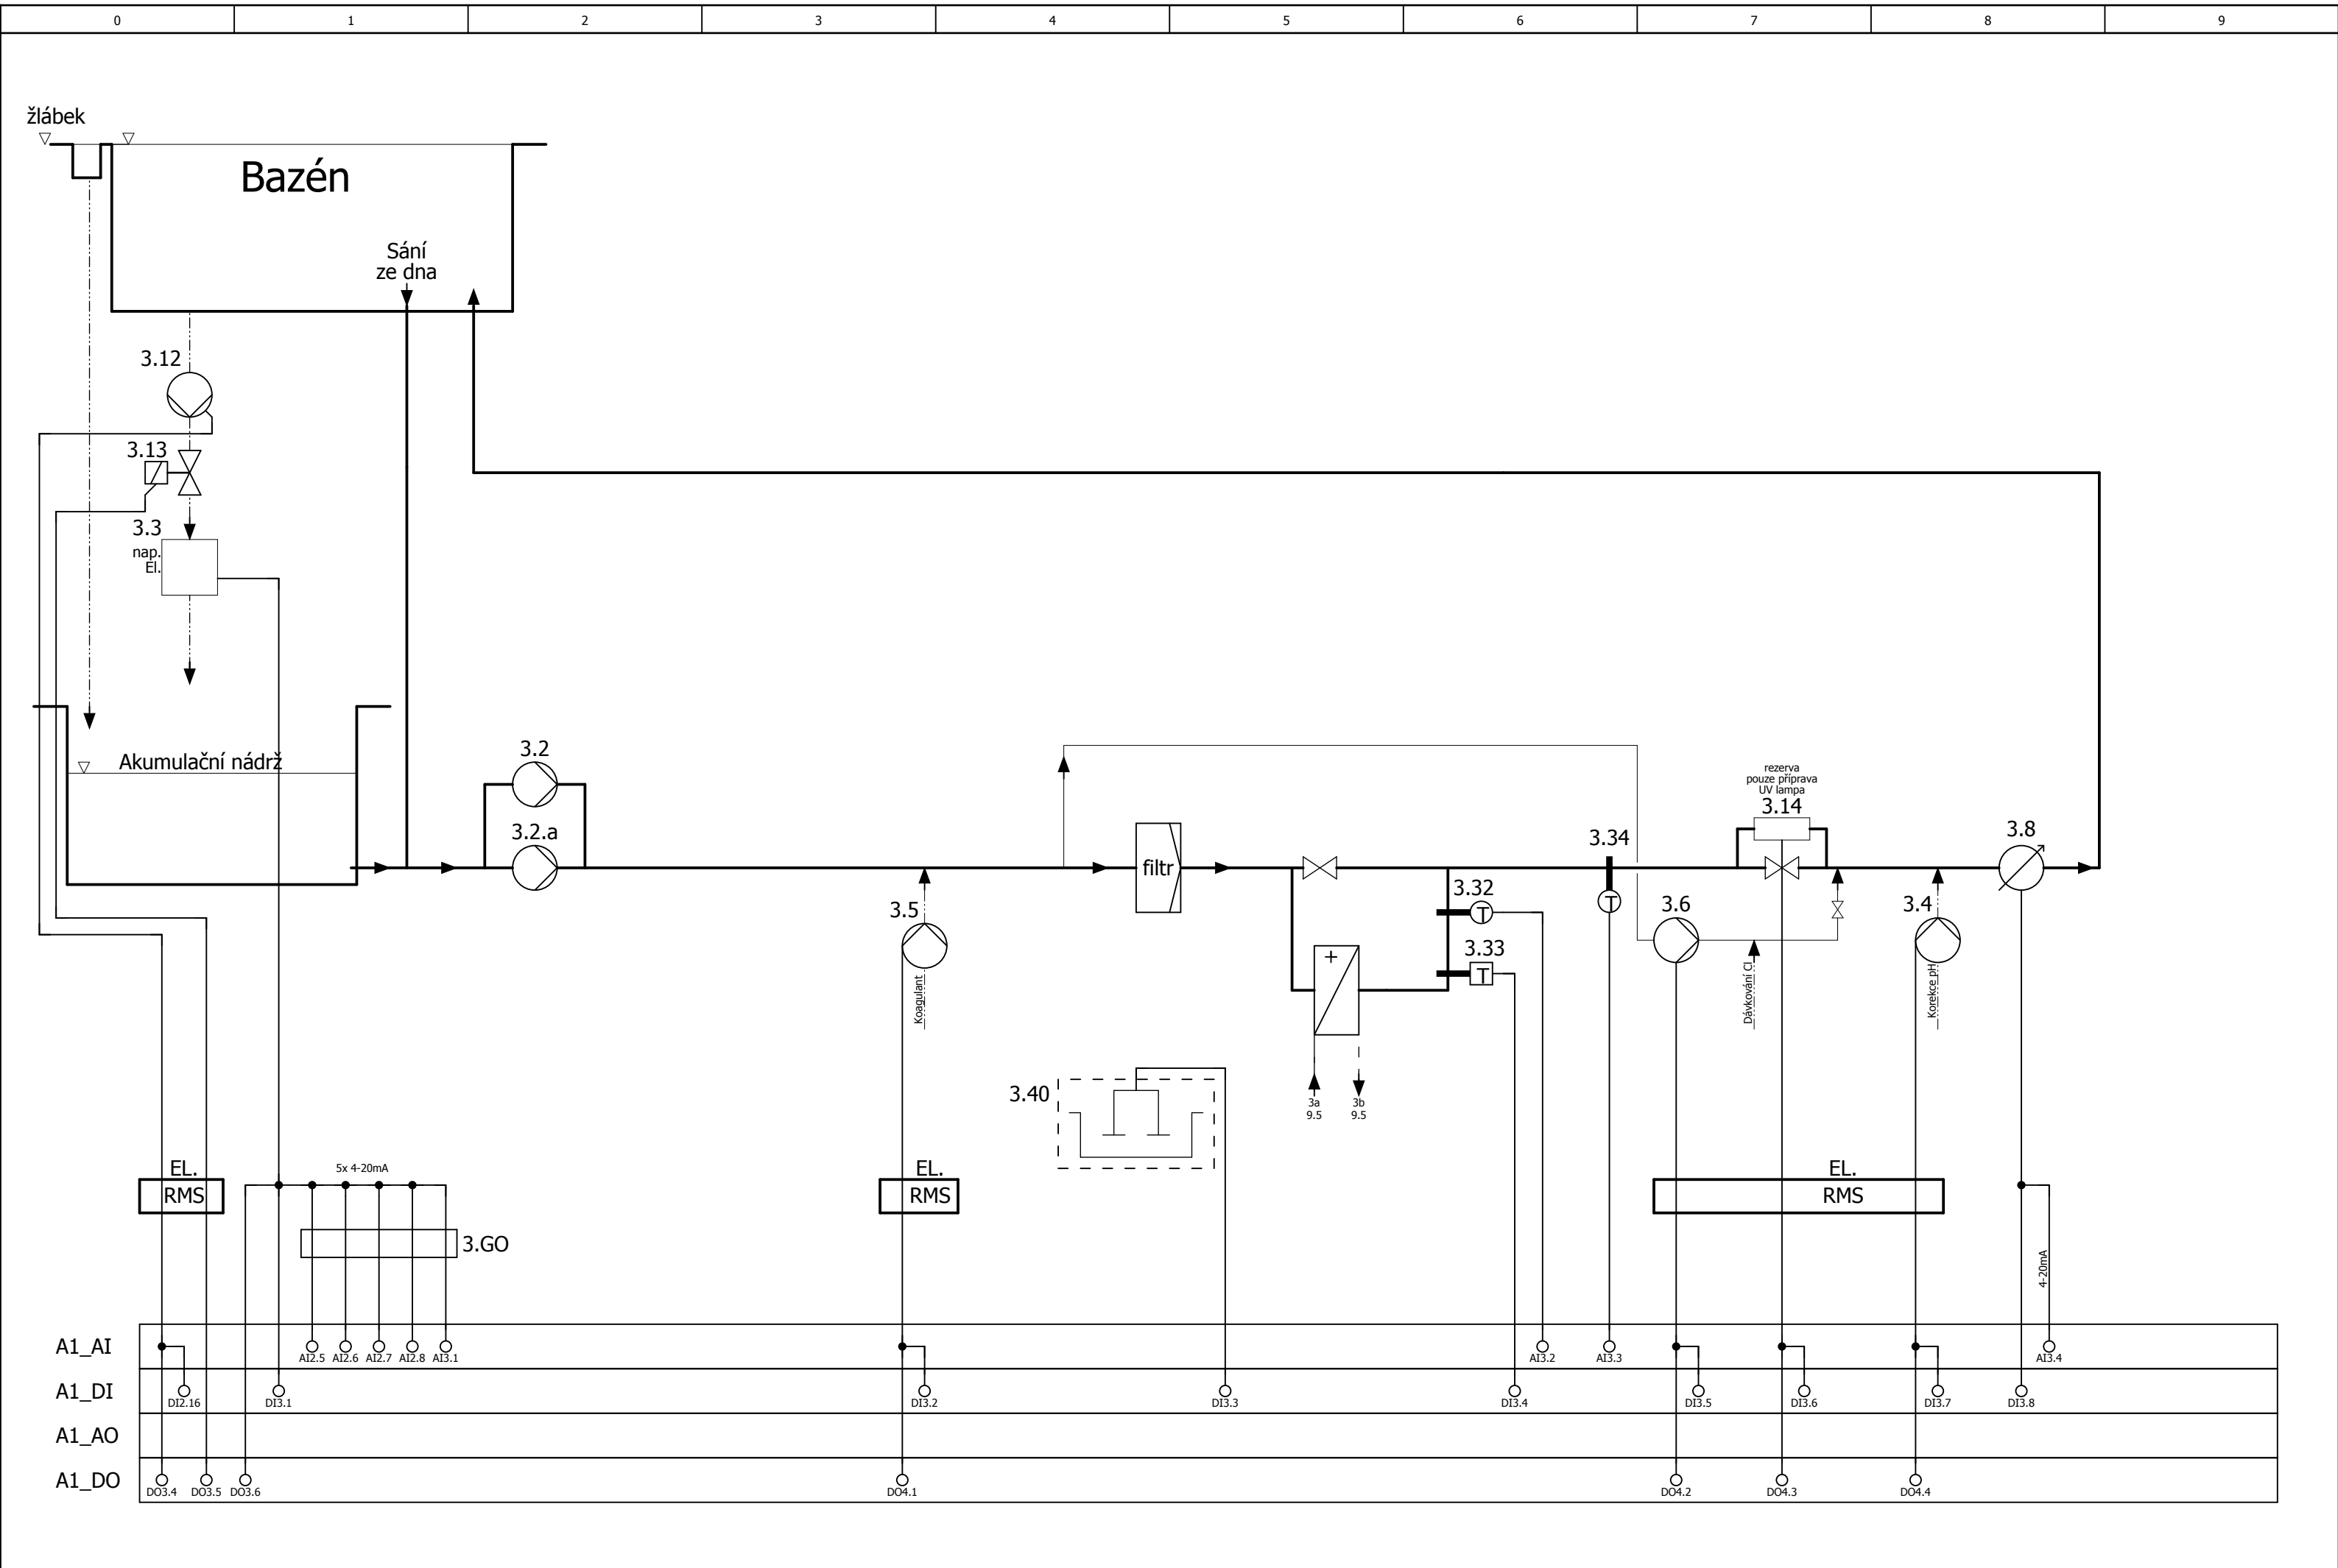 0 1 2 3 4 5 6 7 8 9
žlábek
Bazén
Sání
ze dna
3.12
3.13
3.3
nap.
El.
Akumulační nádrž
3.2
3.2.a
rezerva
pouze příprava
UV lampa
3.14
3.34
3.8
filtr
3.32
T
T
3.5
3.6
3.4
3.33
T
+
Koagulant
Dávkování Cl
Korekce pH
3.40
3a
9.5
3b
9.5
EL.
RMS
5x 4-20mA
EL.
RMS
EL.
RMS
3.GO
4-20mA
A1_AI
AI2.5 AI2.6 AI2.7 AI2.8 AI3.1 AI3.2 AI3.3 AI3.4
A1_DI
DI2.16 DI3.1 DI3.2 DI3.3 DI3.4 DI3.5 DI3.6 DI3.7 DI3.8
A1_AO
A1_DO
DO3.4 DO3.5 DO3.6 DO4.1 DO4.2 DO4.3 DO4.4